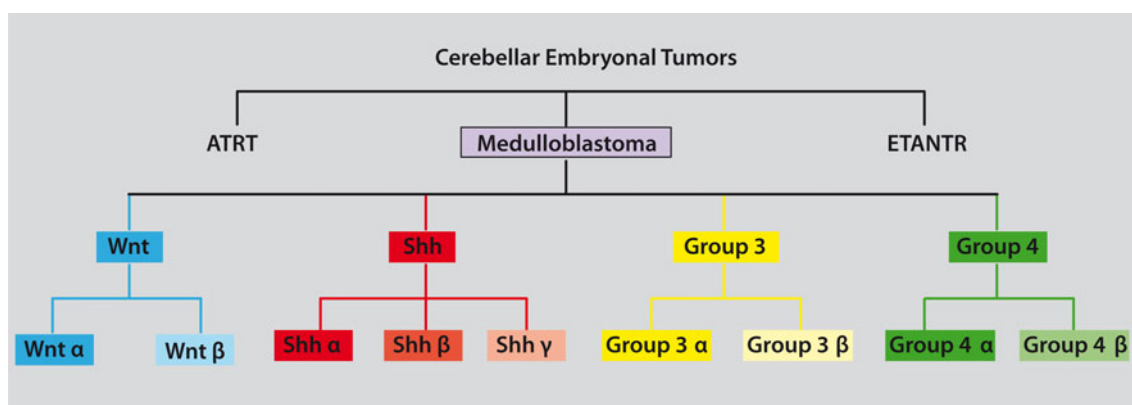 Cerebellar Embryonal Tumors
ATRT
Medulloblastoma
ETANTR
Wnt
Shh
Group 3
Group 4
Wnt α
Wnt β
Shh α
Shh β
Shh γ
Group 3 α
Group 3 β
Group 4 α
Group 4 β